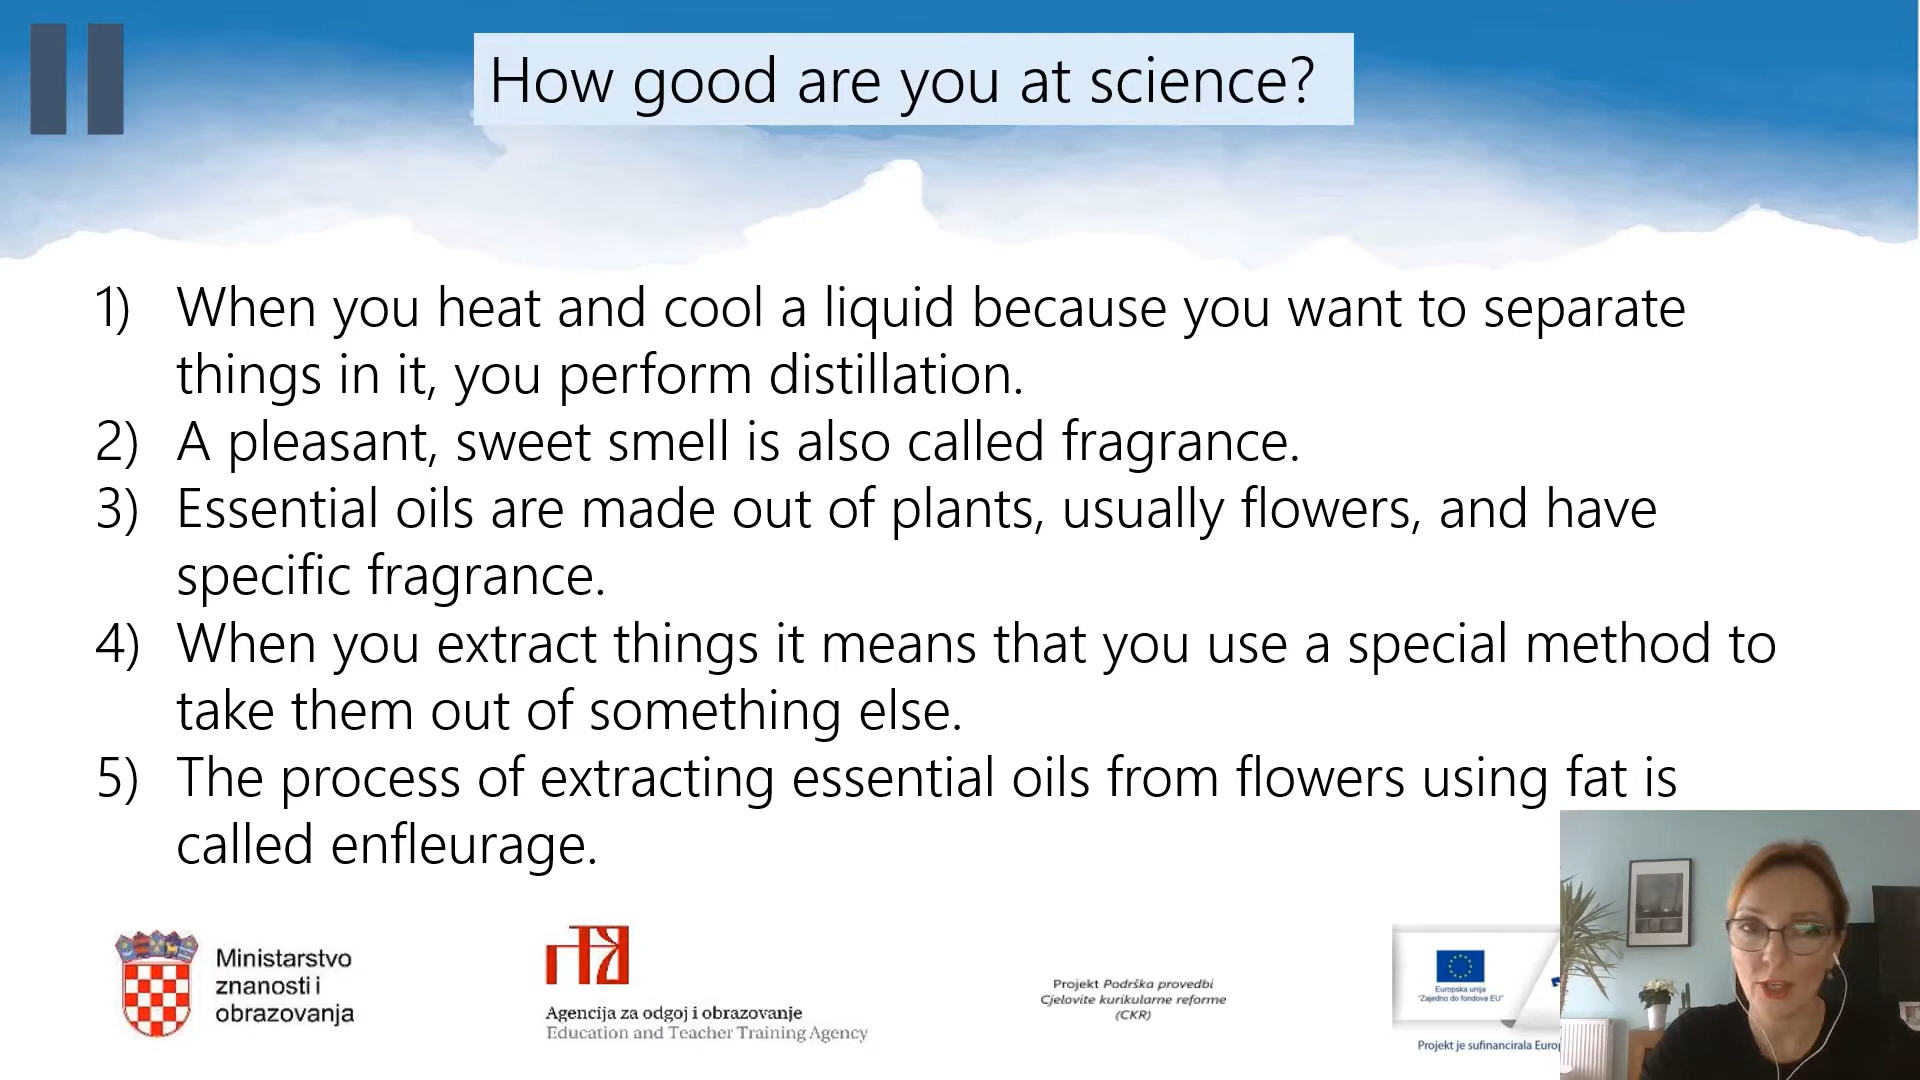 How good are you at science?
1) When you heat and cool a liquid because you want to separate
things in it, you perform distillation.
2) A pleasant, sweet smell is also called fragrance.
3) Essential oils are made out of plants, usually flowers, and have
specific fragrance.
4) When you extract things it means that you use a special method to
take them out of something else.
5) The process of extracting essential oils from flowers using fat is
called enfleurage.
Ministarstvo
znanosti i
obrazovanja
Agencija za odgoj i obrazovanje
Education and Teacher Training Agency
Projekt Podrška provedbi
Cjelovite kurikularne reforme
(CKR)
Europska unija
"Zajedno do fondova EU"
Projekt je sufinancirala